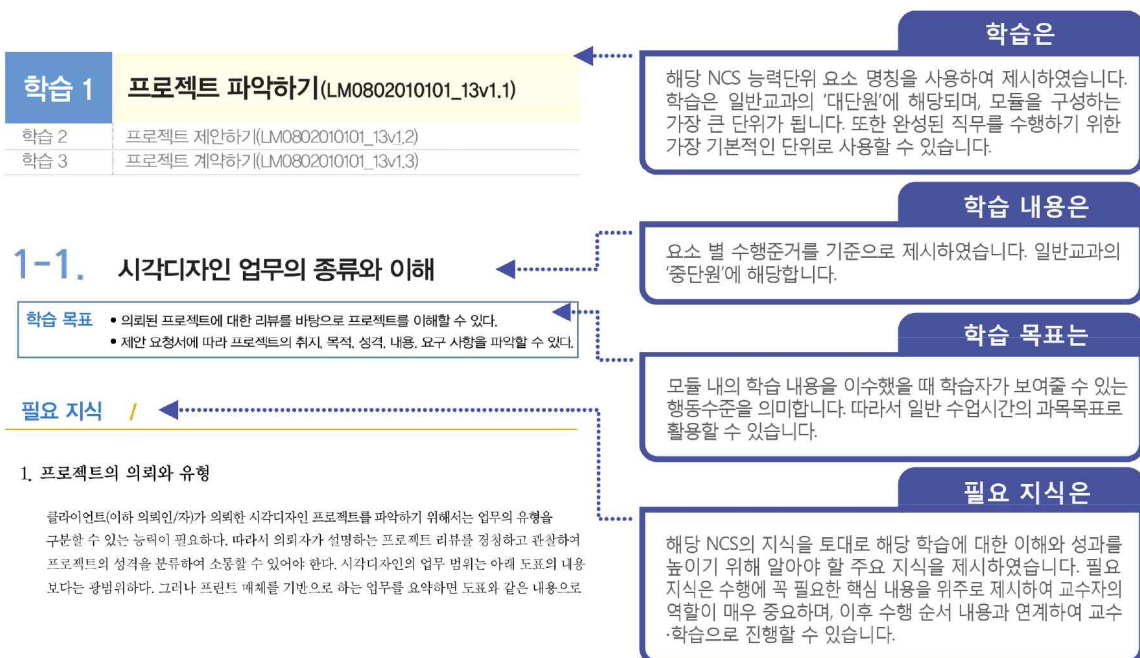 학습 1 프로젝트 파악하기(LM0802010101_13v1.1)
학습 2 프로젝트 제안하기(LM0802010101_13v1.2)
학습 3 프로젝트 계약하기(LM0802010101_13v1.3)
1-1. 시각디자인 업무의 종류와 이해
학습 목표 • 의뢰된 프로젝트에 대한 리뷰를 바탕으로 프로젝트를 이해할 수 있다.
• 제안 요청서에 따라 프로젝트의 취지, 목적, 성격, 내용, 요구 사항을 파악할 수 있다.
필요 지식 /
1. 프로젝트의 의뢰와 유형
클라이언트(이하 의뢰인/자)가 의뢰한 시각디자인 프로젝트를 파악하기 위해서는 업무의 유형을
구분할 수 있는 능력이 필요하다. 따라서 의뢰자가 설명하는 프로젝트 리뷰를 경청하고 관찰하여
프로젝트의 성격을 분류하여 소통할 수 있어야 한다. 시각디자인의 업무 범위는 아래 도표의 내용
보다는 광범위하다. 그러나 프린트 매체를 기반으로 하는 업무를 요약하면 도표와 같은 내용으로
학습은
해당 NCS 능력단위 요소 명칭을 사용하여 제시하였습니다.
학습은 일반교과의 '대단원'에 해당되며, 모듈을 구성하는
가장 큰 단위가 됩니다. 또한 완성된 직무를 수행하기 위한
가장 기본적인 단위로 사용할 수 있습니다.
학습 내용은
요소 별 수행준거를 기준으로 제시하였습니다. 일반교과의
'중단원'에 해당합니다.
학습 목표는
모듈 내의 학습 내용을 이수했을 때 학습자가 보여줄 수 있는
행동수준을 의미합니다. 따라서 일반 수업시간의 과목목표로
활용할 수 있습니다.
필요 지식은
해당 NCS의 지식을 토대로 해당 학습에 대한 이해와 성과를
높이기 위해 알아야 할 주요 지식을 제시하였습니다. 필요
지식은 수행에 꼭 필요한 핵심 내용을 위주로 제시하여 교수자의
역할이 매우 중요하며, 이후 수행 순서 내용과 연계하여 교수
·학습으로 진행할 수 있습니다.